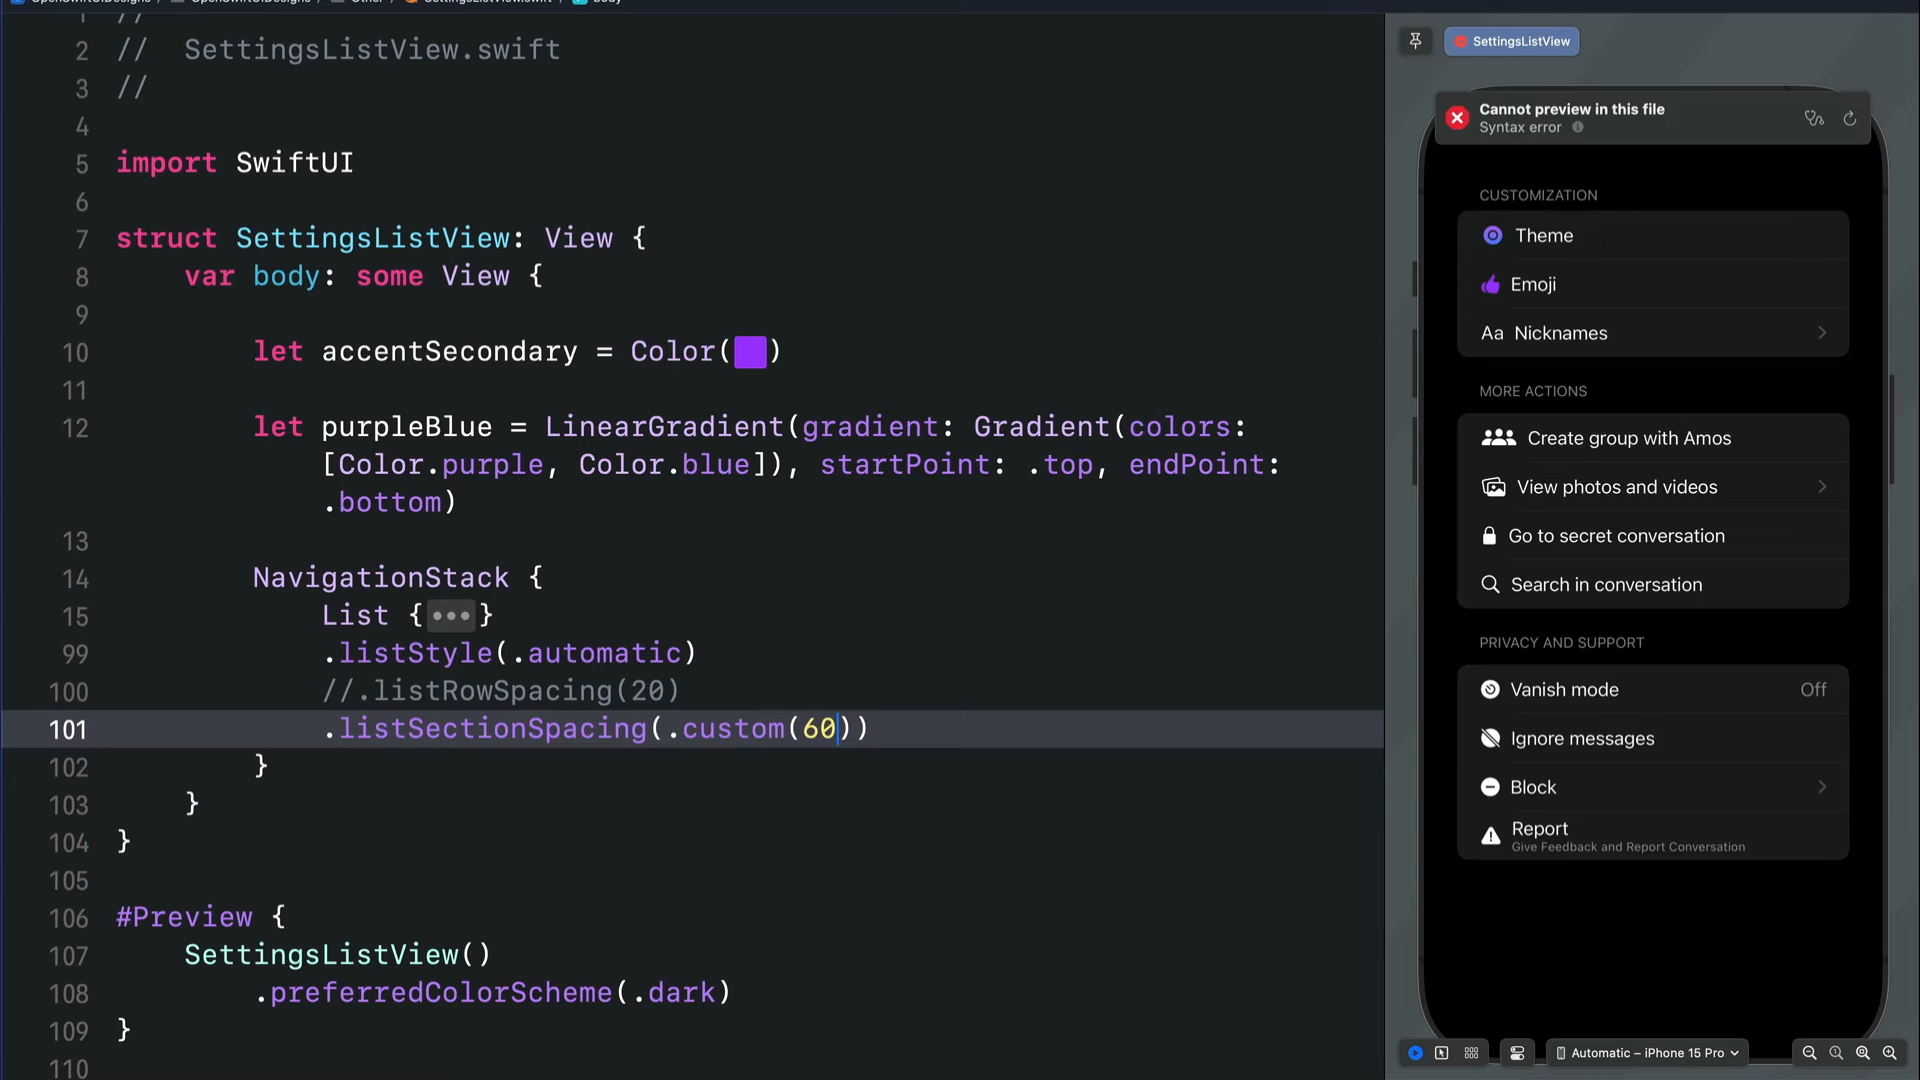 2 //  SettingsListView.swift
3 //
4
5 import SwiftUI
6
7 struct SettingsListView: View {
8 var body: some View {
9
10 let accentSecondary = Color( )
11
12 let purpleBlue = LinearGradient(gradient: Gradient(colors:
[Color.purple, Color.blue]), startPoint: .top, endPoint:
.bottom)
13
14 NavigationStack {
15 List {•••}
99 .listStyle(.automatic)
100 //.listRowSpacing(20)
101 .listSectionSpacing(.custom(60))
102 }
103 }
104 }
105
106 #Preview {
107 SettingsListView()
108 .preferredColorScheme(.dark)
109 }
110
SettingsListView
Cannot preview in this file
Syntax error
CUSTOMIZATION
Theme
Emoji
Aa Nicknames
MORE ACTIONS
Create group with Amos
View photos and videos
Go to secret conversation
Search in conversation
PRIVACY AND SUPPORT
Vanish mode Off
Ignore messages
Block
Report
Give Feedback and Report Conversation
Automatic – iPhone 15 Pro